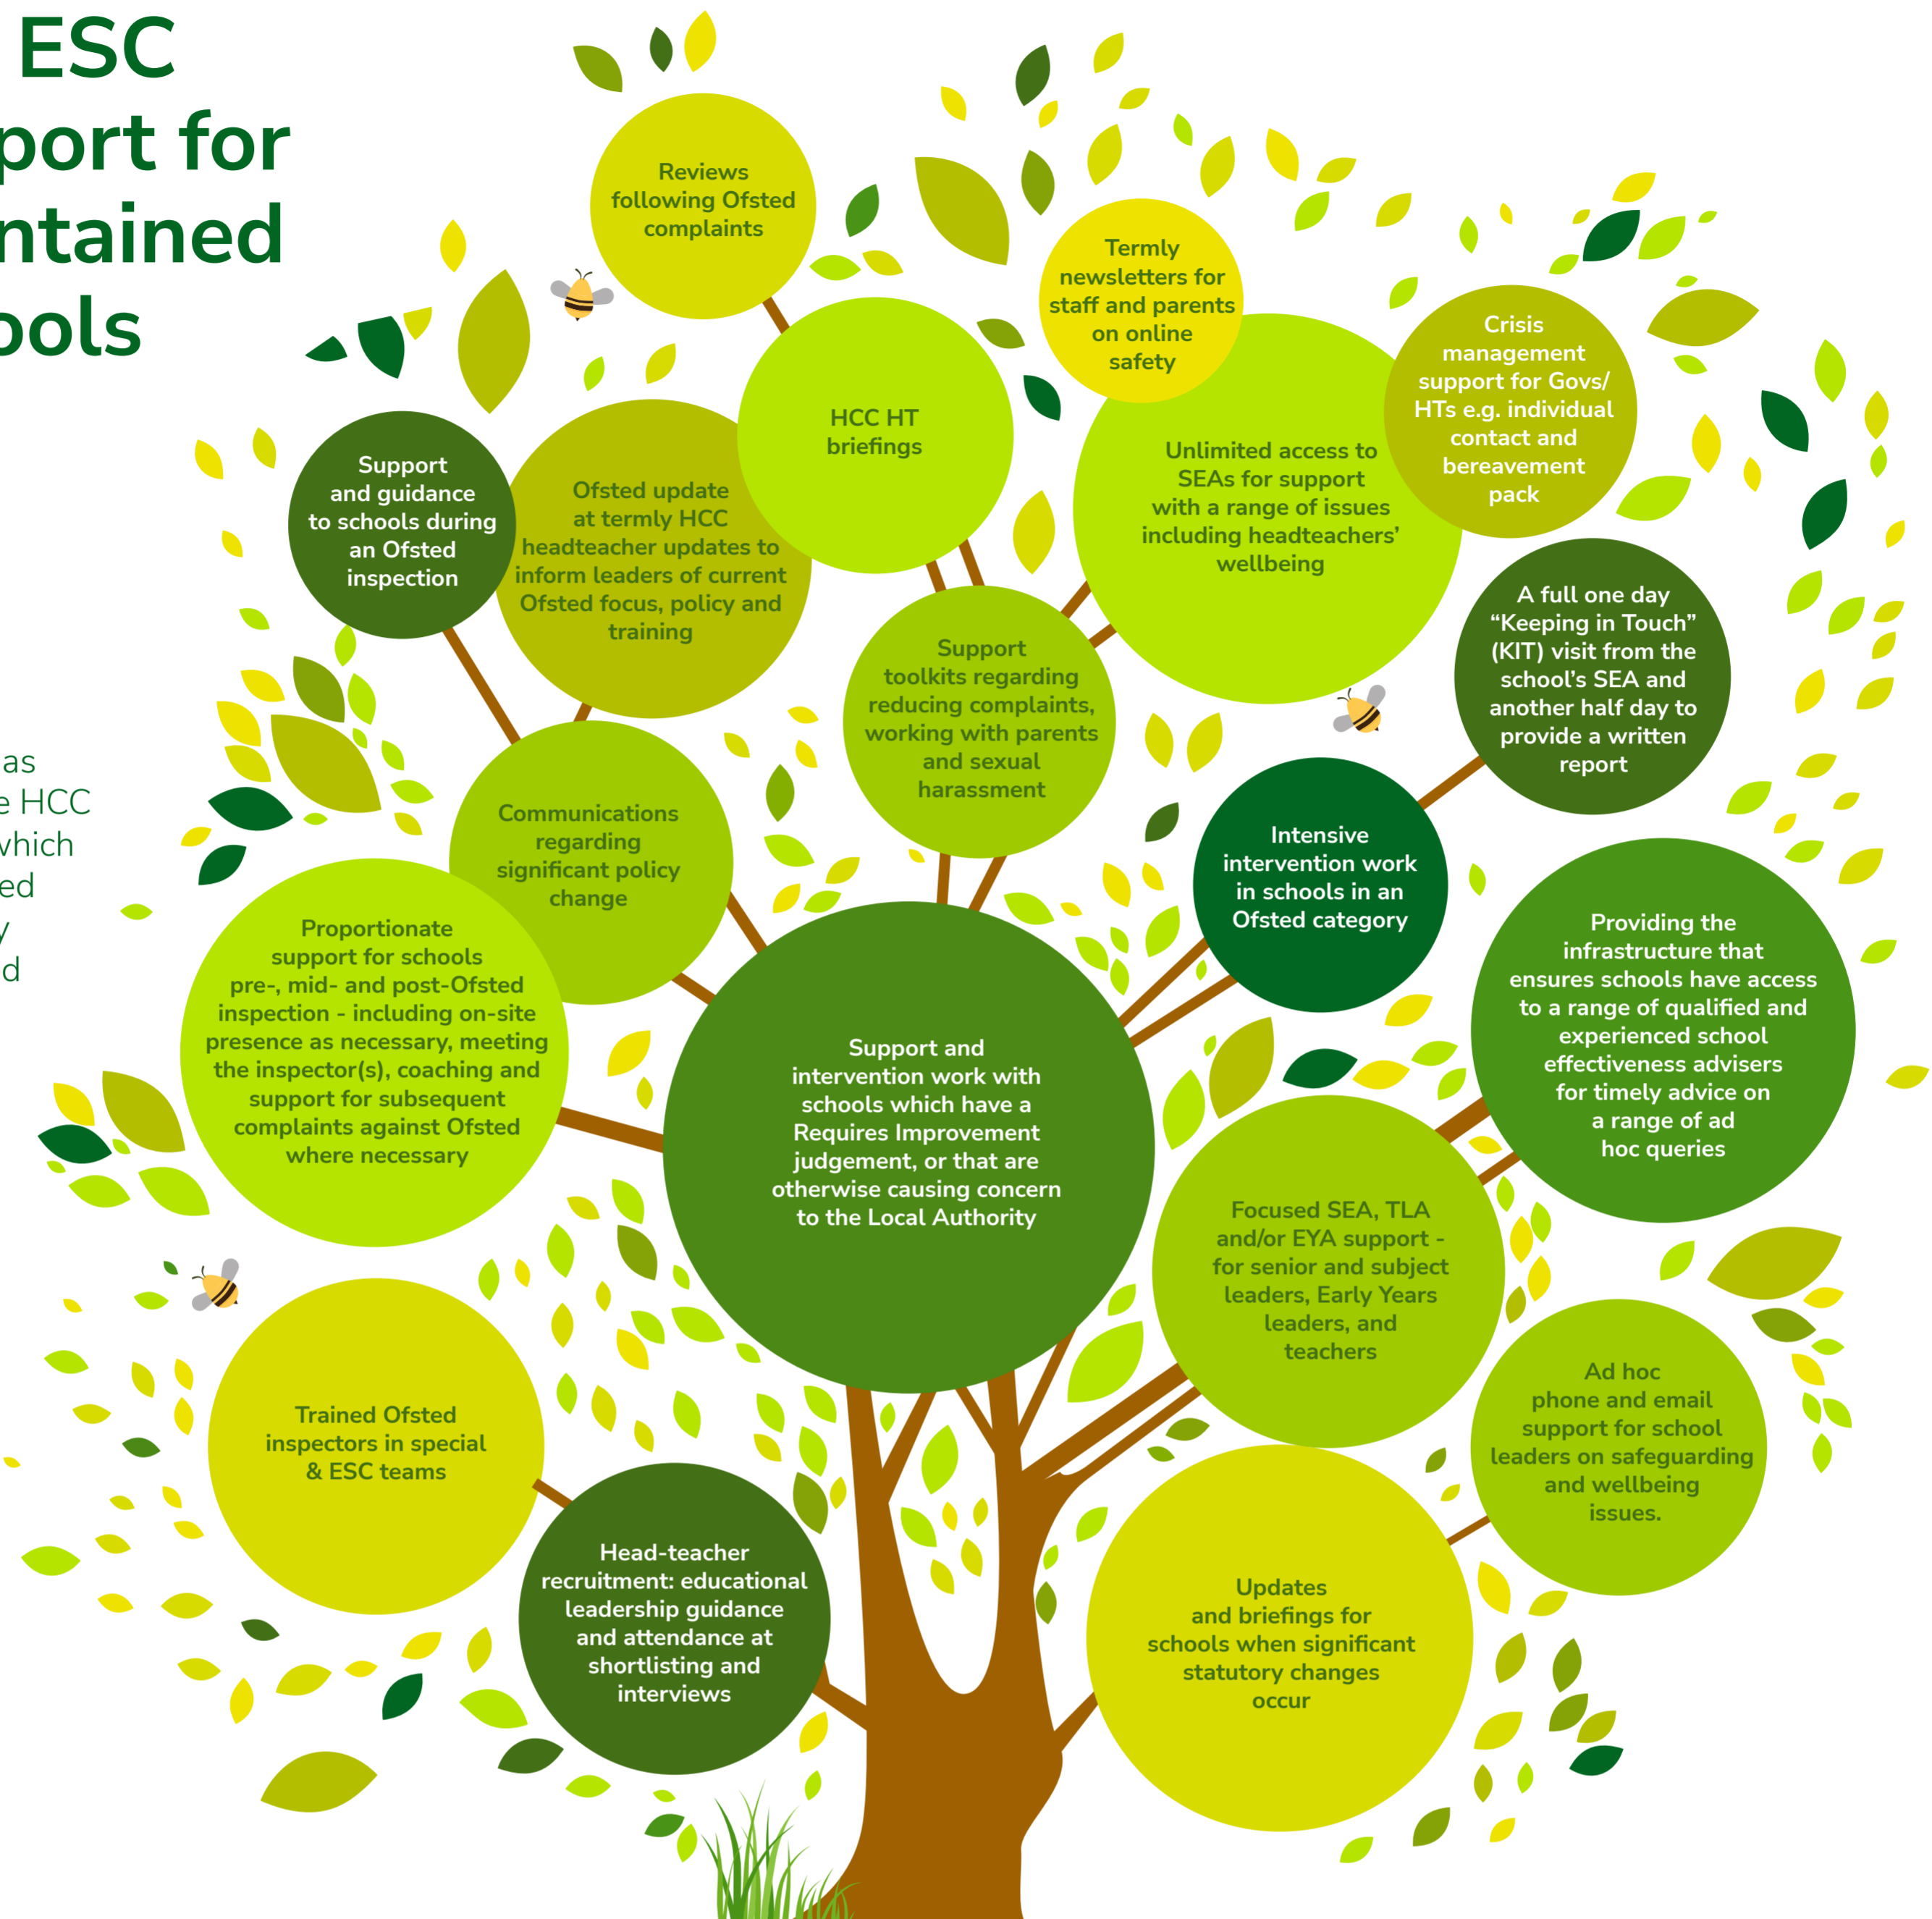 ESC
port for
ntained
ools
as
e HCC
which
ed
y
d
Reviews
following Ofsted
complaints
Termly
newsletters for
staff and parents
on online
safety
Crisis
management
support for Govs/
HTs e.g. individual
contact and
bereavement
pack
HCC HT
briefings
Unlimited access to
SEAs for support
with a range of issues
including headteachers'
wellbeing
Support
and guidance
to schools during
an Ofsted
inspection
Ofsted update
at termly HCC
headteacher updates to
inform leaders of current
Ofsted focus, policy and
training
A full one day
“Keeping in Touch”
(KIT) visit from the
school’s SEA and
another half day to
provide a written
report
Support
toolkits regarding
reducing complaints,
working with parents
and sexual
harassment
Communications
regarding
significant policy
change
Intensive
intervention work
in schools in an
Ofsted category
Proportionate
support for schools
pre-, mid- and post-Ofsted
inspection - including on-site
presence as necessary, meeting
the inspector(s), coaching and
support for subsequent
complaints against Ofsted
where necessary
Providing the
infrastructure that
ensures schools have access
to a range of qualified and
experienced school
effectiveness advisers
for timely advice on
a range of ad
hoc queries
Support and
intervention work with
schools which have a
Requires Improvement
judgement, or that are
otherwise causing concern
to the Local Authority
Focused SEA, TLA
and/or EYA support -
for senior and subject
leaders, Early Years
leaders, and
teachers
Trained Ofsted
inspectors in special
& ESC teams
Ad hoc
phone and email
support for school
leaders on safeguarding
and wellbeing
issues.
Head-teacher
recruitment: educational
leadership guidance
and attendance at
shortlisting and
interviews
Updates
and briefings for
schools when significant
statutory changes
occur